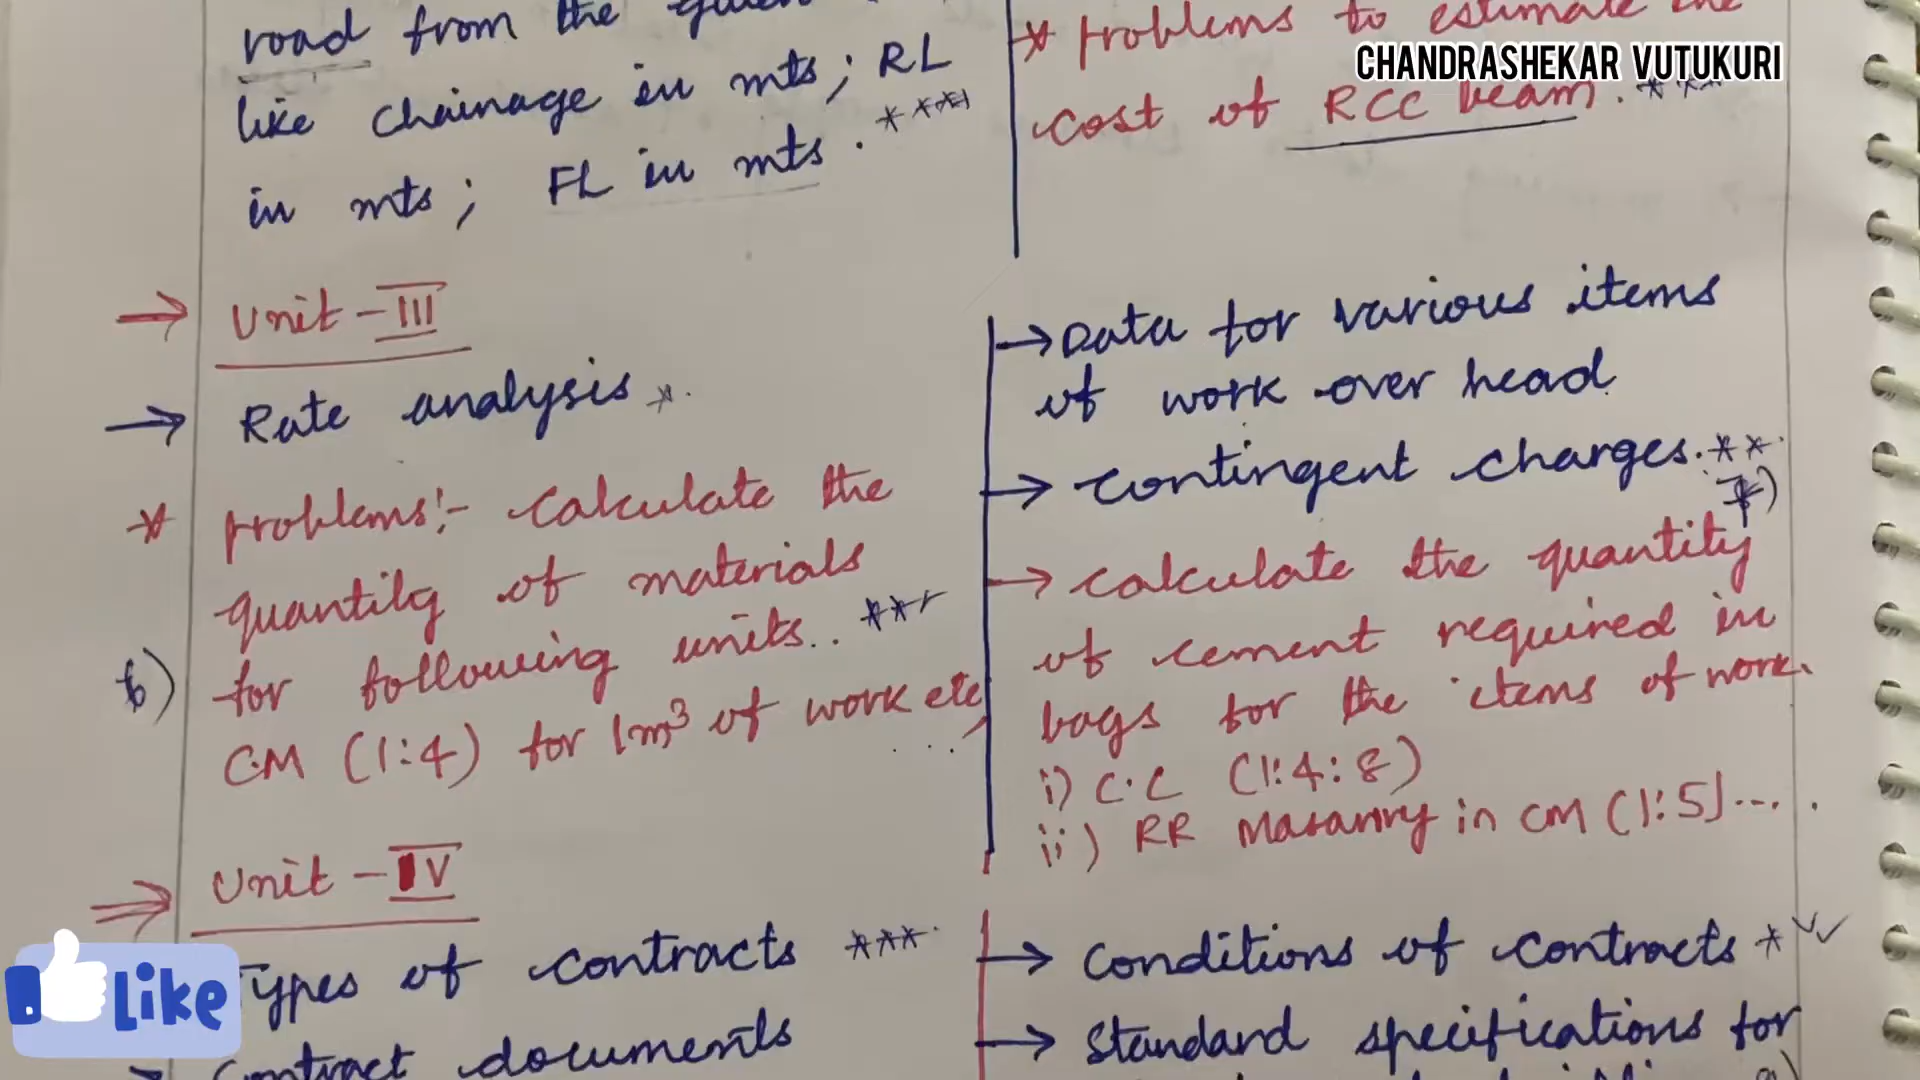 road from the given
like chainage in mts; RL
in mts; FL in mts. ****
* problems to estimate the
CHANDRASHEKAR VUTUKURI
cost of RCC beam. ***
→ Unit - III
→ Rate analysis *.
* problems:- Calculate the
quantity of materials
for following units.. ***
6)
CM (1:4) for 1m³ of work etc,
....
→ Data for various items
of work over head
→ contingent charges. **
*)
→ calculate the quantity
of cement required in
bags for the items of work.
i) C.C (1:4:8)
ii) RR Masanry in CM (1:5)....
⇒ Unit - IV
Types of contracts ***
Contract documents
→ Conditions of contracts *
→ Standard specifications for
Like